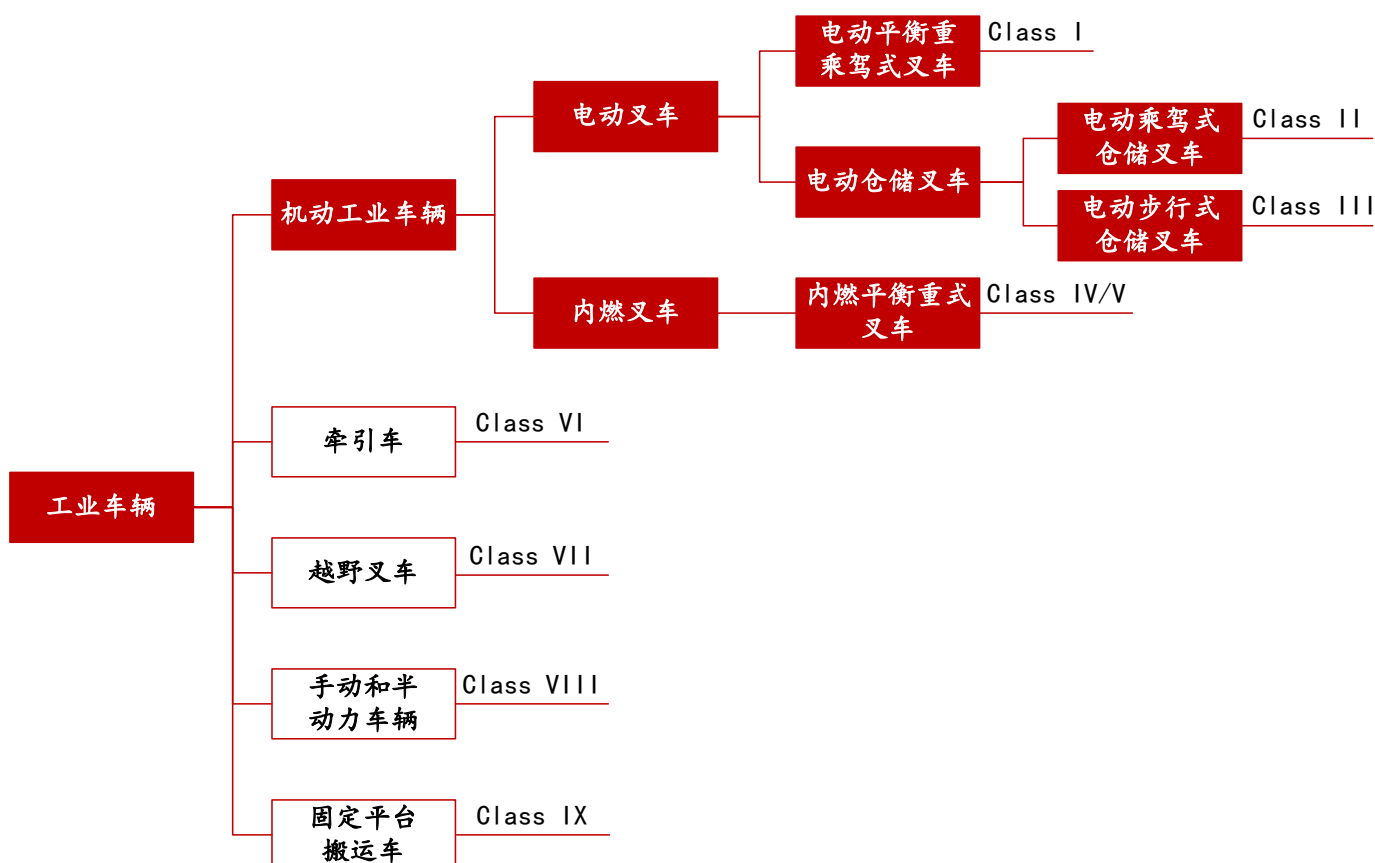 电动平衡重
乘驾式叉车
Class I
电动叉车
电动乘驾式
仓储叉车
Class II
电动仓储叉车
机动工业车辆
电动步行式
仓储叉车
Class III
内燃叉车
内燃平衡重式
叉车
Class IV/V
牵引车
Class VI
工业车辆
越野叉车
Class VII
手动和半
动力车辆
Class VIII
固定平台
搬运车
Class IX